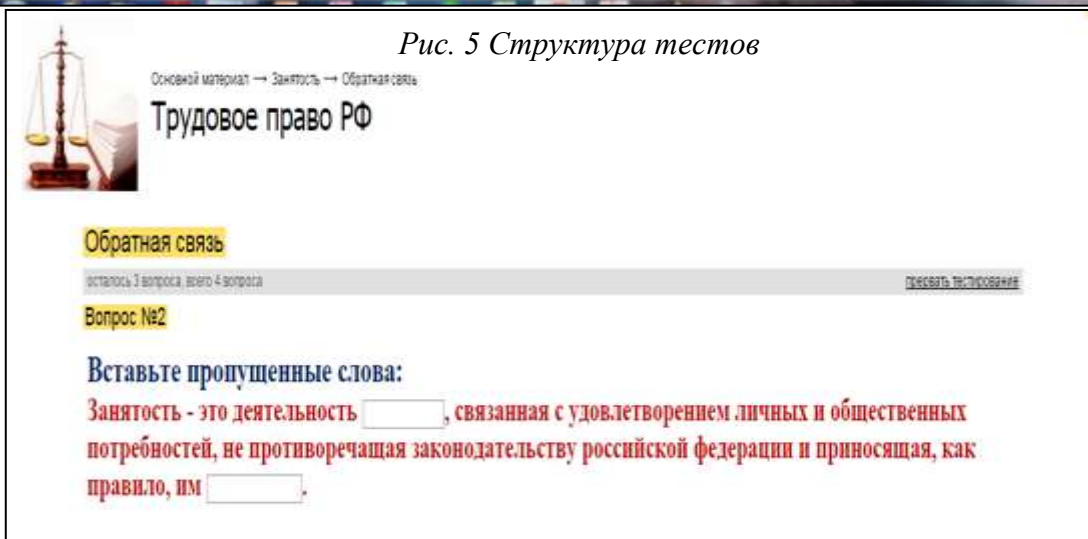 Рис. 5 Структура тестов
Основной материал → Занятость → Обратная связь
Трудовое право РФ
Обратная связь
осталось 3 вопроса, всего 4 вопроса
прервать тестирование
Вопрос №2
Вставьте пропущенные слова:
Занятость - это деятельность , связанная с удовлетворением личных и общественных
потребностей, не противоречащая законодательству российской федерации и приносящая, как
правило, им .